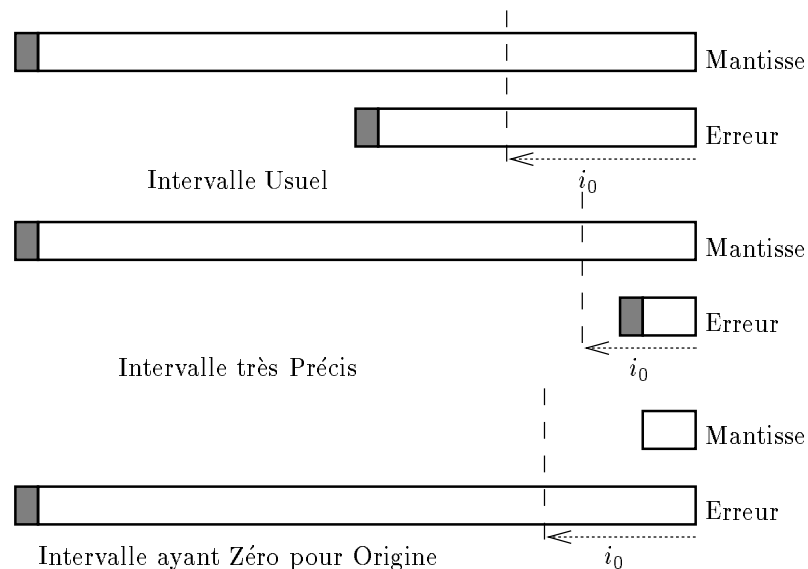 Mantisse
Erreur
Intervalle Usuel
i₀
Mantisse
Erreur
Intervalle très Précis
i₀
Mantisse
Erreur
Intervalle ayant Zéro pour Origine
i₀